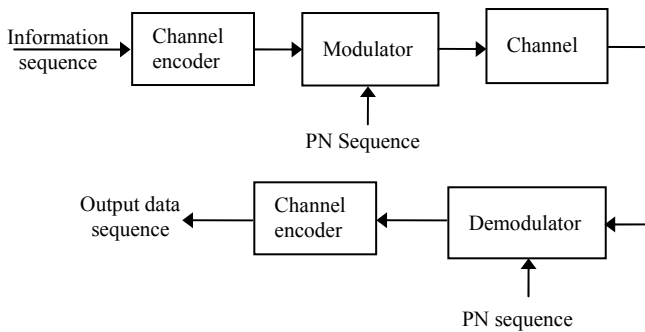 Information
sequence
Channel
encoder
Modulator
Channel
PN Sequence
Output data
sequence
Channel
encoder
Demodulator
PN sequence